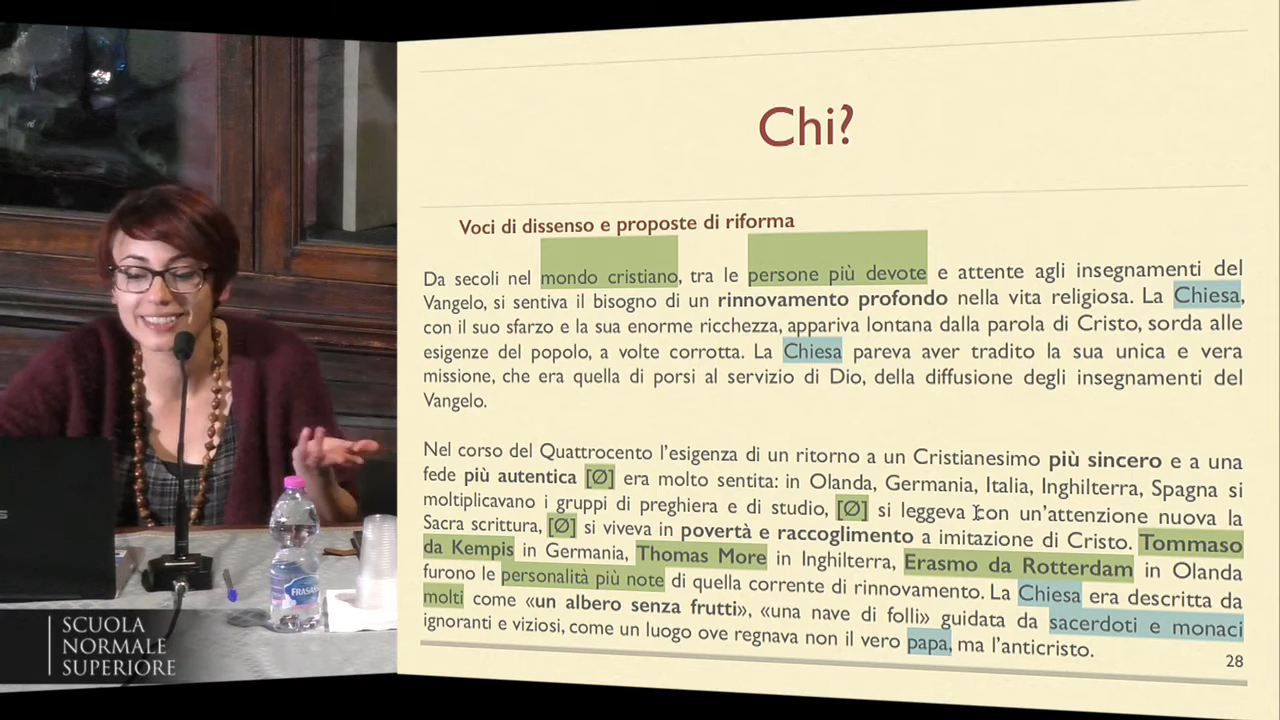 Chi?
Voci di dissenso e proposte di riforma
Da secoli nel mondo cristiano, tra le persone più devote e attente agli insegnamenti del
Vangelo, si sentiva il bisogno di un rinnovamento profondo nella vita religiosa. La Chiesa,
con il suo sfarzo e la sua enorme ricchezza, appariva lontana dalla parola di Cristo, sorda alle
esigenze del popolo, a volte corrotta. La Chiesa pareva aver tradito la sua unica e vera
missione, che era quella di porsi al servizio di Dio, della diffusione degli insegnamenti del
Vangelo.
Nel corso del Quattrocento l'esigenza di un ritorno a un Cristianesimo più sincero e a una
fede più autentica [Ø] era molto sentita: in Olanda, Germania, Italia, Inghilterra, Spagna si
moltiplicavano i gruppi di preghiera e di studio, [Ø] si leggeva con un'attenzione nuova la
Sacra scrittura, [Ø] si viveva in povertà e raccoglimento a imitazione di Cristo. Tommaso
da Kempis in Germania, Thomas More in Inghilterra, Erasmo da Rotterdam in Olanda
furono le personalità più note di quella corrente di rinnovamento. La Chiesa era descritta da
molti come «un albero senza frutti», «una nave di folli» guidata da sacerdoti e monaci
ignoranti e viziosi, come un luogo ove regnava non il vero papa, ma l'anticristo.
28
SCUOLA
NORMALE
SUPERIORE